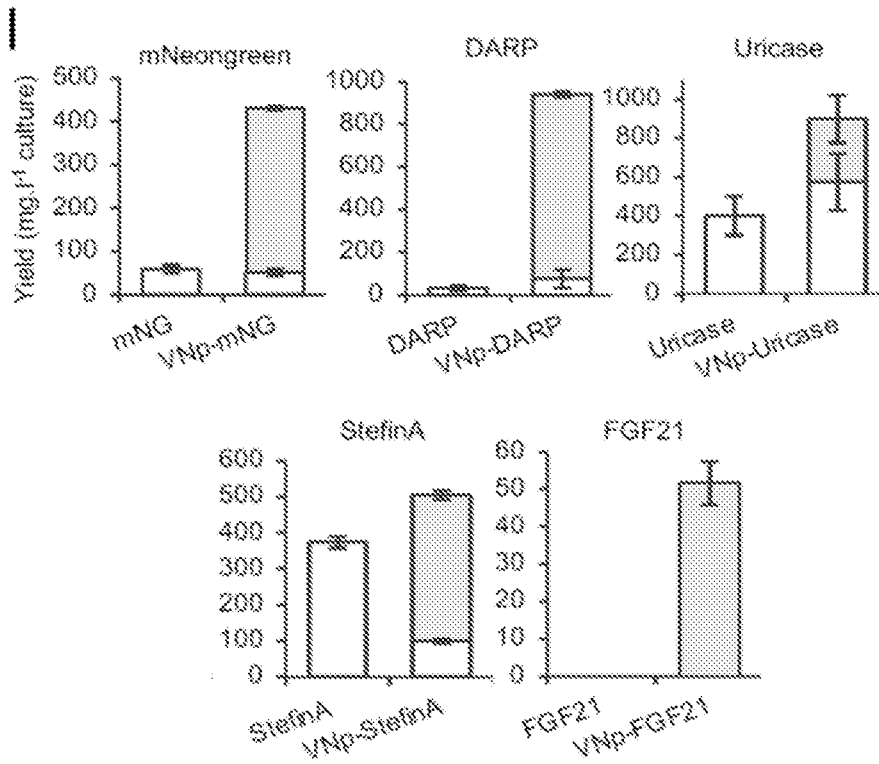 I
mNeongreen
DARP
Uricase
Yield (mg.l⁻¹ culture)
500
400
300
200
100
0
1000
800
600
400
200
0
1000
800
600
400
200
0
mNG
VNp-mNG
DARP
VNp-DARP
Uricase
VNp-Uricase
StefinA
FGF21
600
500
400
300
200
100
0
60
50
40
30
20
10
0
StefinA
VNp-StefinA
FGF21
VNp-FGF21